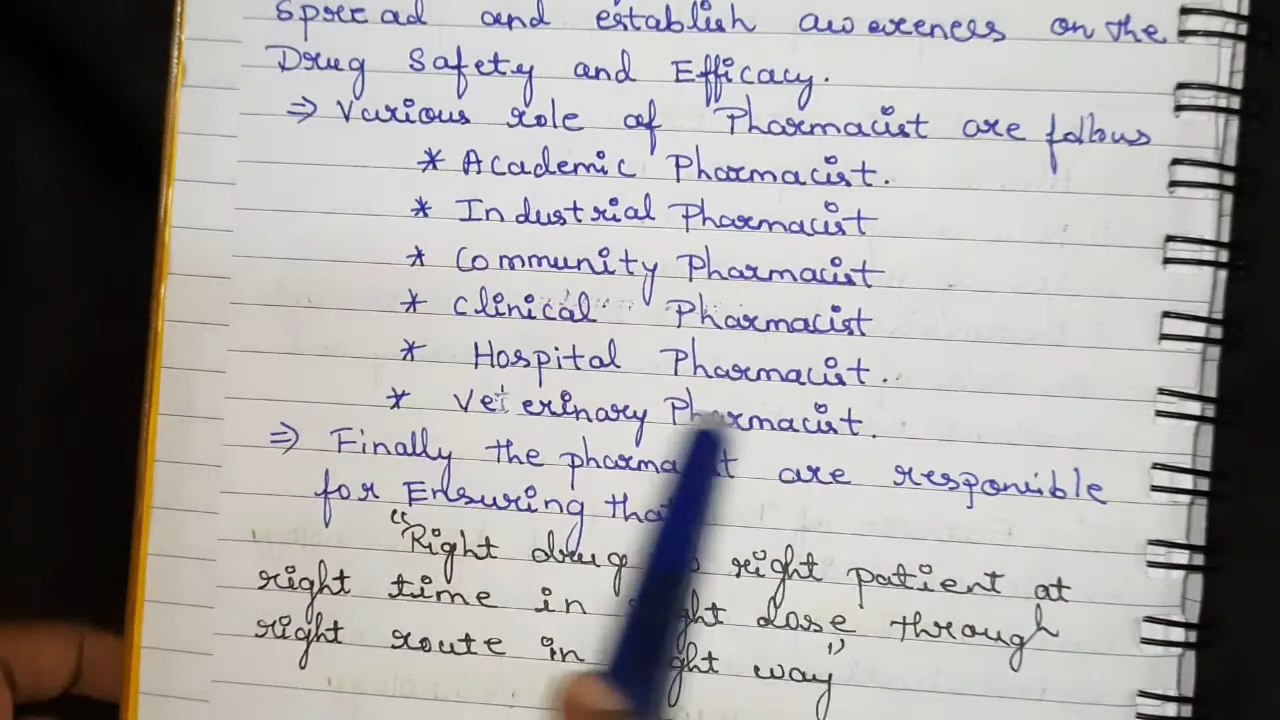 Spread and establish awareness on the
Drug Safety and Efficacy.
⇒ Various role of Pharmacist are follows
* Academic Pharmacist.
* Industrial Pharmacist
* Community Pharmacist
* Clinical Pharmacist
* Hospital Pharmacist.
* Veterinary Pharmacist.
⇒ Finally the pharmacist are responsible
for Ensuring that
"Right drug right patient at
right time in right dose through
right route in right way"